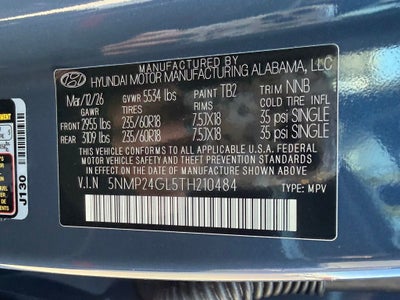 MANUFACTURED BY
HYUNDAI MOTOR MANUFACTURING ALABAMA, LLC
Mar/12/26 GVWR 5534 lbs PAINT TB2 TRIM NNB
GAWR TIRES RIMS COLD TIRE INFL
FRONT 2955 lbs 235/60R18 7.5JX18 35 psi SINGLE
REAR 3109 lbs 235/60R18 7.5JX18 35 psi SINGLE
THIS VEHICLE CONFORMS TO ALL APPLICABLE U.S.A. FEDERAL
MOTOR VEHICLE SAFETY AND THEFT PREVENTION STANDARDS
IN EFFECT ON THE DATE OF MANUFACTURE SHOWN ABOVE.
V.I.N 5NMP24GL5TH210484 TYPE: MPV
J130